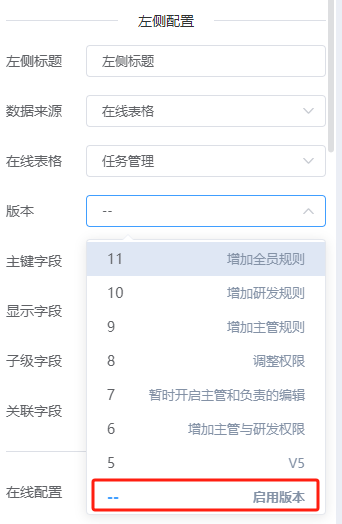 左侧配置
左侧标题 左侧标题
数据来源 在线表格
在线表格 任务管理
版本 --
主键字段
11 增加全员规则
10 增加研发规则
显示字段
9 增加主管规则
子级字段
8 调整权限
7 暂时开启主管和负责的编辑
关联字段
6 增加主管与研发权限
5 V5
在线配置
-- 启用版本